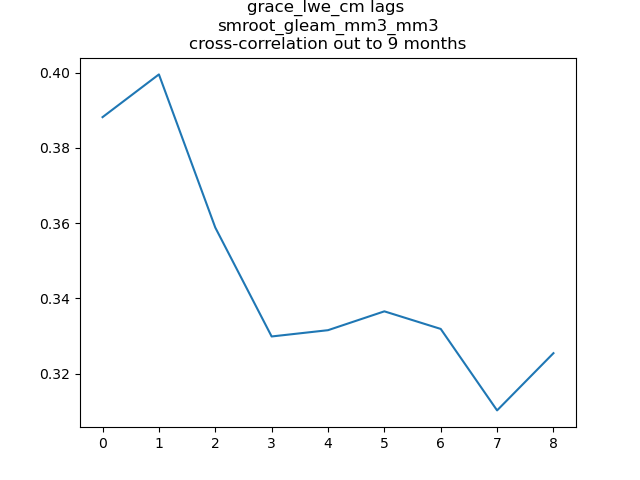 grace_lwe_cm lags
smroot_gleam_mm3_mm3
cross-correlation out to 9 months
0.40
0.38
0.36
0.34
0.32
0 1 2 3 4 5 6 7 8